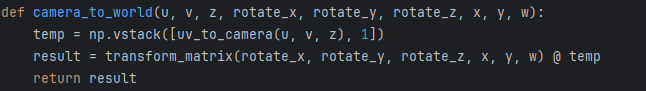 def camera_to_world(u, v, z, rotate_x, rotate_y, rotate_z, x, y, w):
    temp = np.vstack([uv_to_camera(u, v, z), 1])
    result = transform_matrix(rotate_x, rotate_y, rotate_z, x, y, w) @ temp
    return result